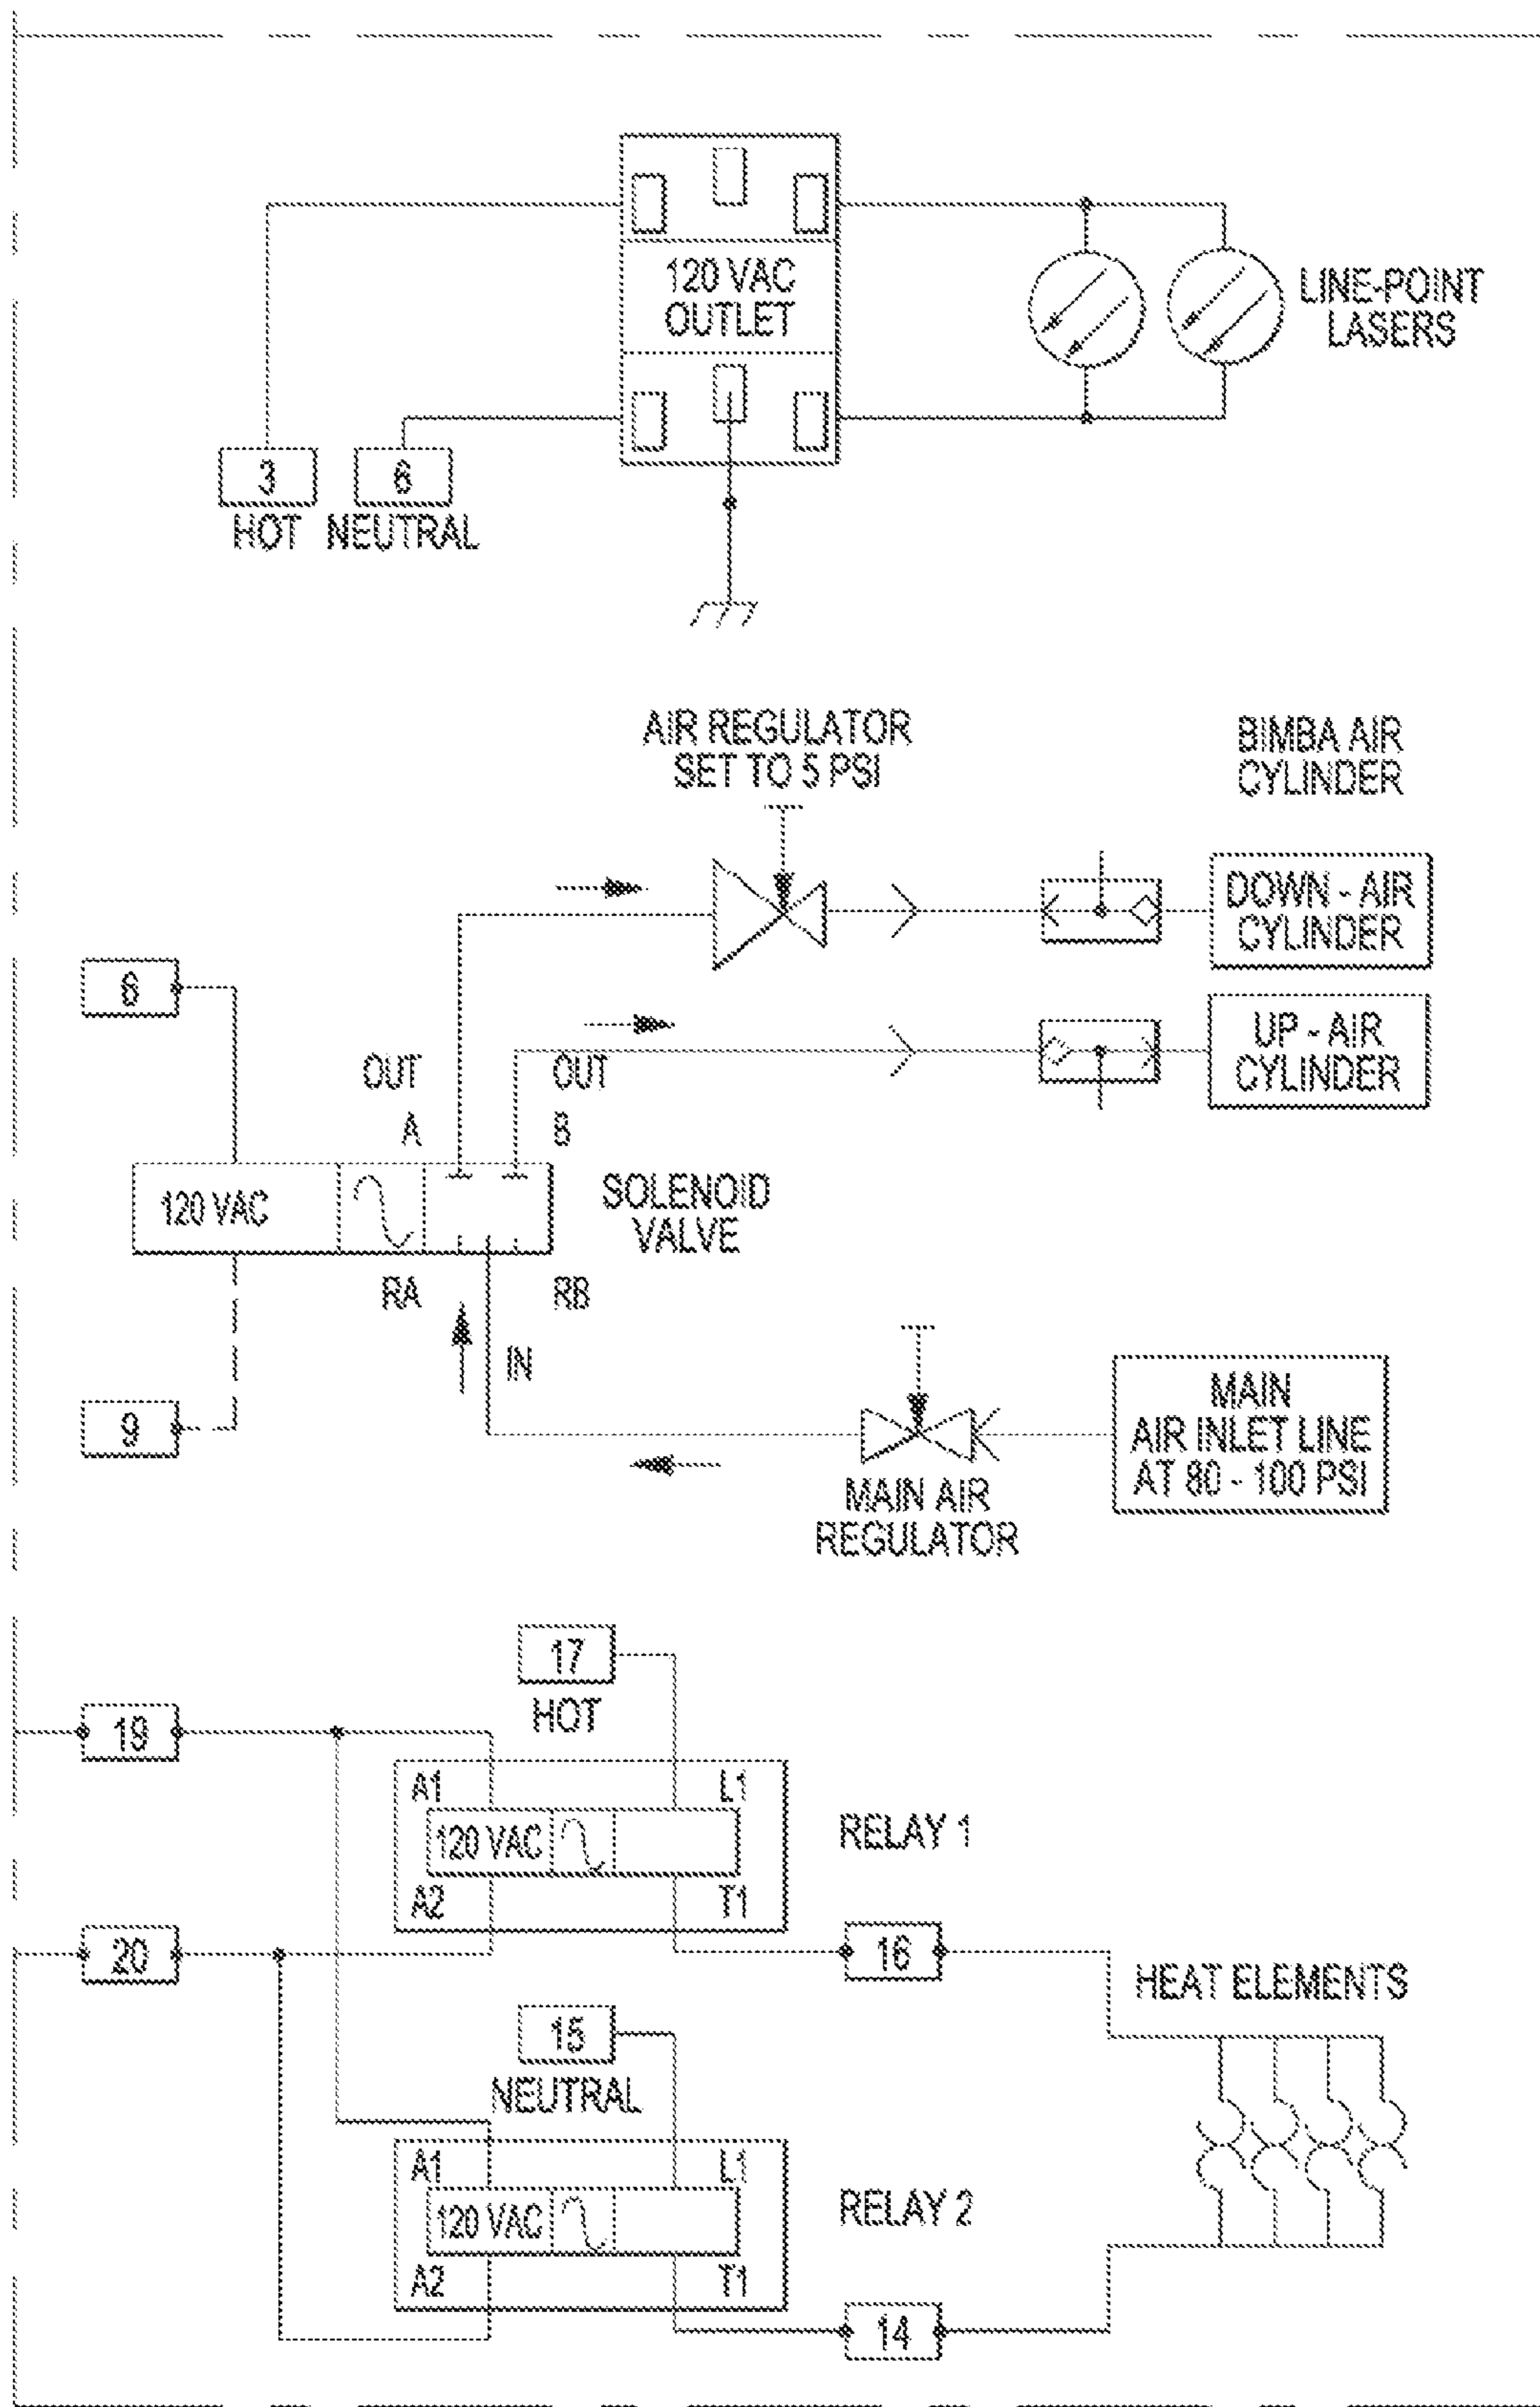 120 VAC
OUTLET
LINE-POINT
LASERS
3
6
HOT
NEUTRAL
AIR REGULATOR
SET TO 5 PSI
BIMBA AIR
CYLINDER
DOWN - AIR
CYLINDER
6
OUT
OUT
UP - AIR
CYLINDER
A
B
120 VAC
SOLENOID
VALVE
RA
RB
IN
9
MAIN
AIR INLET LINE
AT 80 - 100 PSI
MAIN AIR
REGULATOR
17
HOT
19
A1
L1
120 VAC
RELAY 1
A2
T1
20
16
HEAT ELEMENTS
15
NEUTRAL
A1
L1
120 VAC
RELAY 2
A2
T1
14